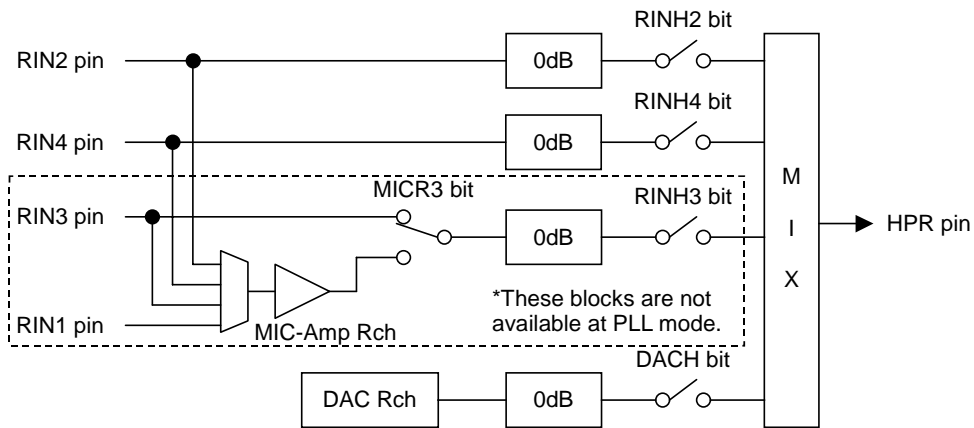 RINH2 bit
RIN2 pin
0dB
RINH4 bit
RIN4 pin
0dB
MICR3 bit
RINH3 bit
RIN3 pin
0dB
M
I
X
HPR pin
*These blocks are not
available at PLL mode.
RIN1 pin
MIC-Amp Rch
DACH bit
DAC Rch
0dB